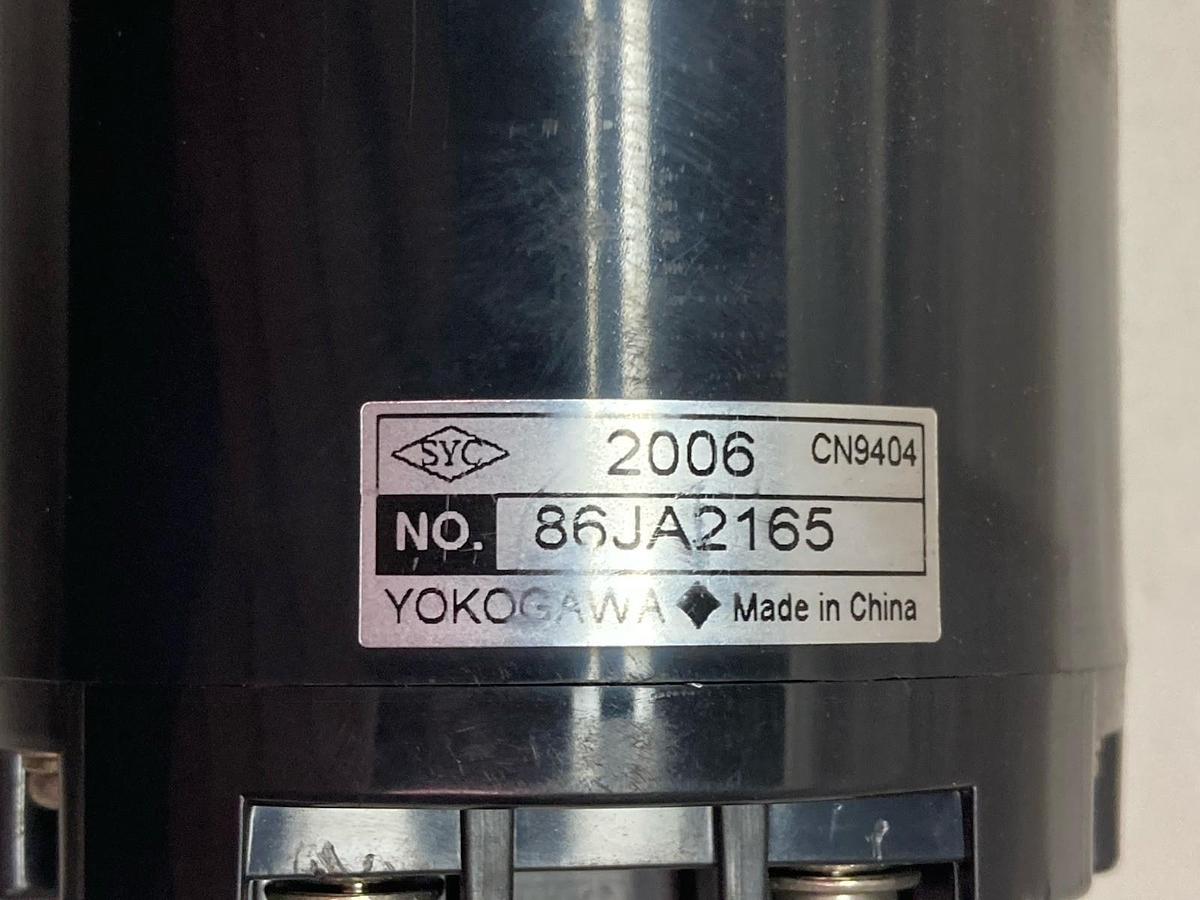 SYC 2006 CN9404
NO. 86JA2165
YOKOGAWA◆ Made in China